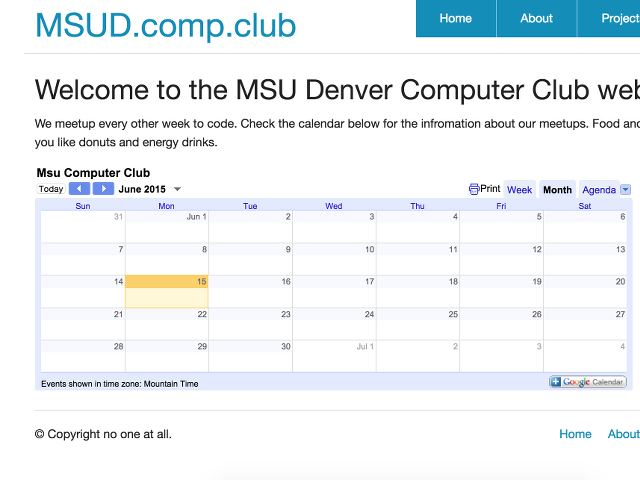 MSUD.comp.club
Home About Project
Welcome to the MSU Denver Computer Club web
We meetup every other week to code. Check the calendar below for the infromation about our meetups. Food and
you like donuts and energy drinks.
Msu Computer Club
Today June 2015 Print Week Month Agenda
Sun Mon Tue Wed Thu Fri Sat
31 Jun 1 2 3 4 5 6
7 8 9 10 11 12 13
14 15 16 17 18 19 20
21 22 23 24 25 26 27
28 29 30 Jul 1 2 3 4
Events shown in time zone: Mountain Time
Google Calendar
© Copyright no one at all.
Home About